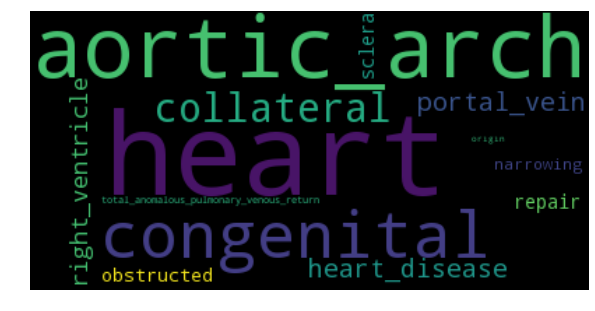 aortic_arch
sclera
collateral
portal_vein
right_ventricle
heart
origin
narrowing
total_anomalous_pulmonary_venous_return
repair
congenital
heart_disease
obstructed